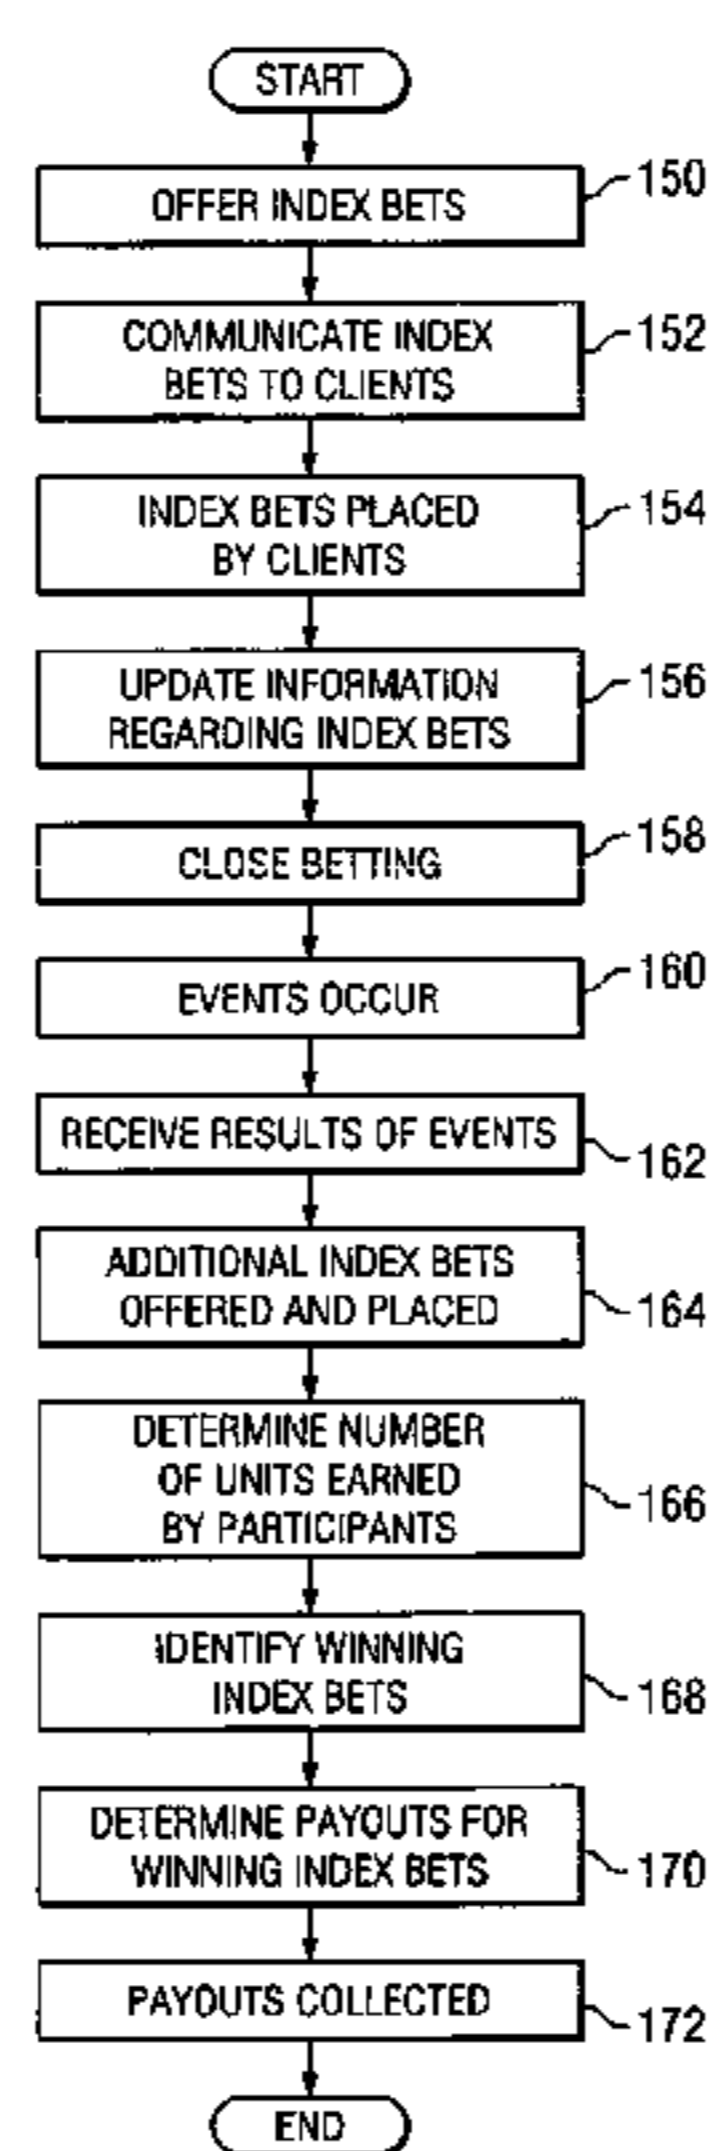 START
OFFER INDEX BETS
150
COMMUNICATE INDEX
BETS TO CLIENTS
152
INDEX BETS PLACED
BY CLIENTS
154
UPDATE INFORMATION
REGARDING INDEX BETS
156
CLOSE BETTING
158
EVENTS OCCUR
160
RECEIVE RESULTS OF EVENTS
162
ADDITIONAL INDEX BETS
OFFERED AND PLACED
164
DETERMINE NUMBER
OF UNITS EARNED
BY PARTICIPANTS
166
IDENTIFY WINNING
INDEX BETS
168
DETERMINE PAYOUTS FOR
WINNING INDEX BETS
170
PAYOUTS COLLECTED
172
END